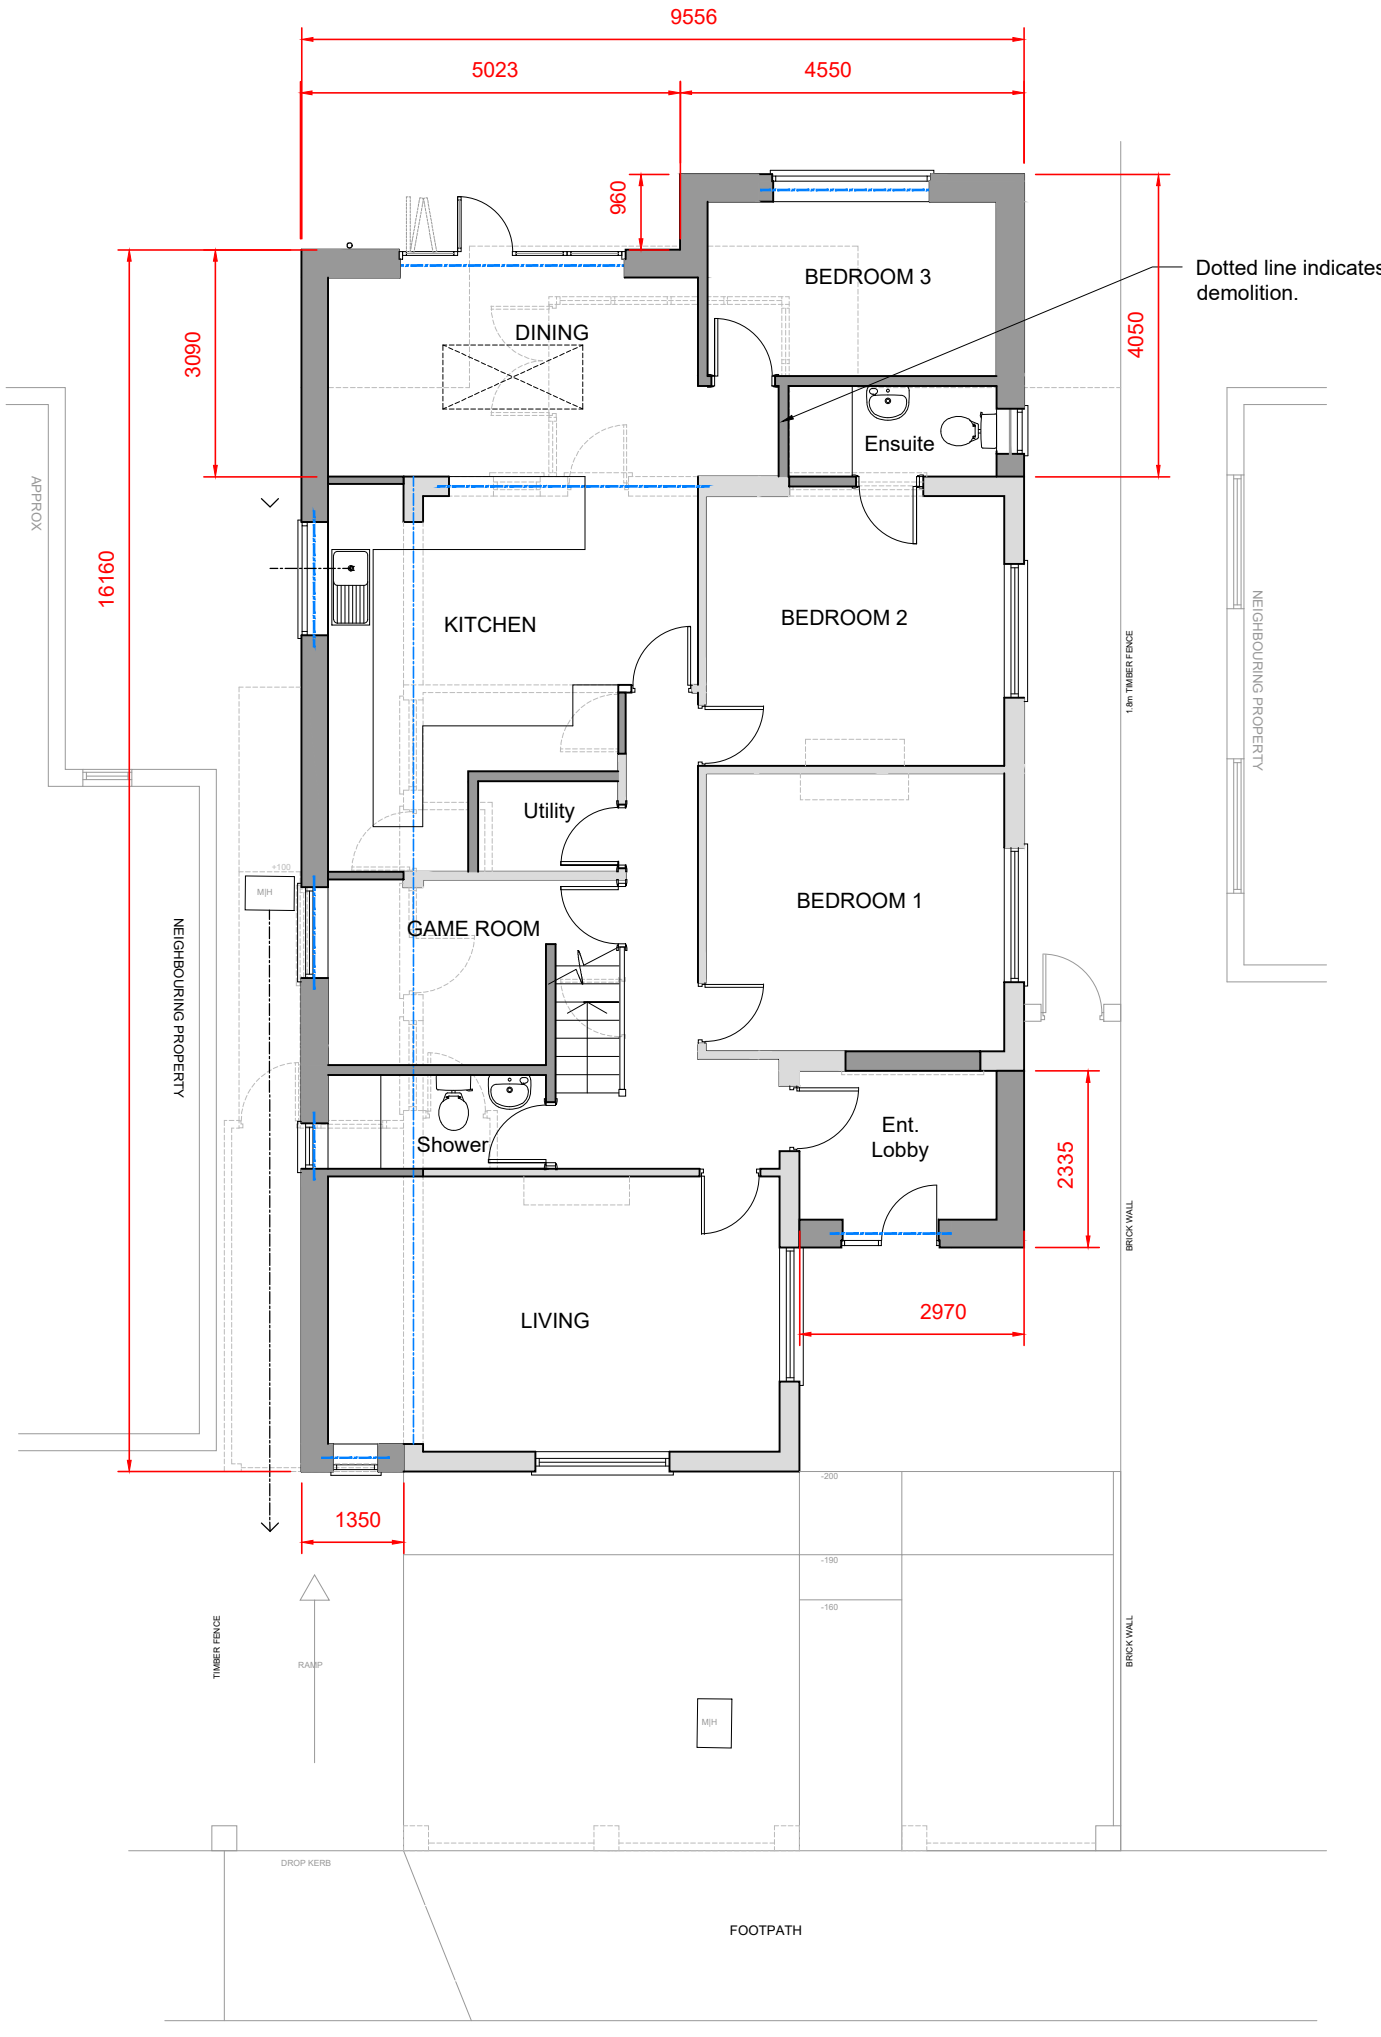 9556
5023
4550
960
BEDROOM 3
Dotted line indicates
demolition.
DINING
3090
4050
Ensuite
APPROX
16160
KITCHEN
BEDROOM 2
1.8m TIMBER FENCE
NEIGHBOURING PROPERTY
Utility
+100
M|H
BEDROOM 1
GAME ROOM
NEIGHBOURING PROPERTY
Shower
Ent.
Lobby
2335
BRICK WALL
LIVING
2970
-200
1350
-190
-160
TIMBER FENCE
BRICK WALL
RAMP
M|H
DROP KERB
FOOTPATH